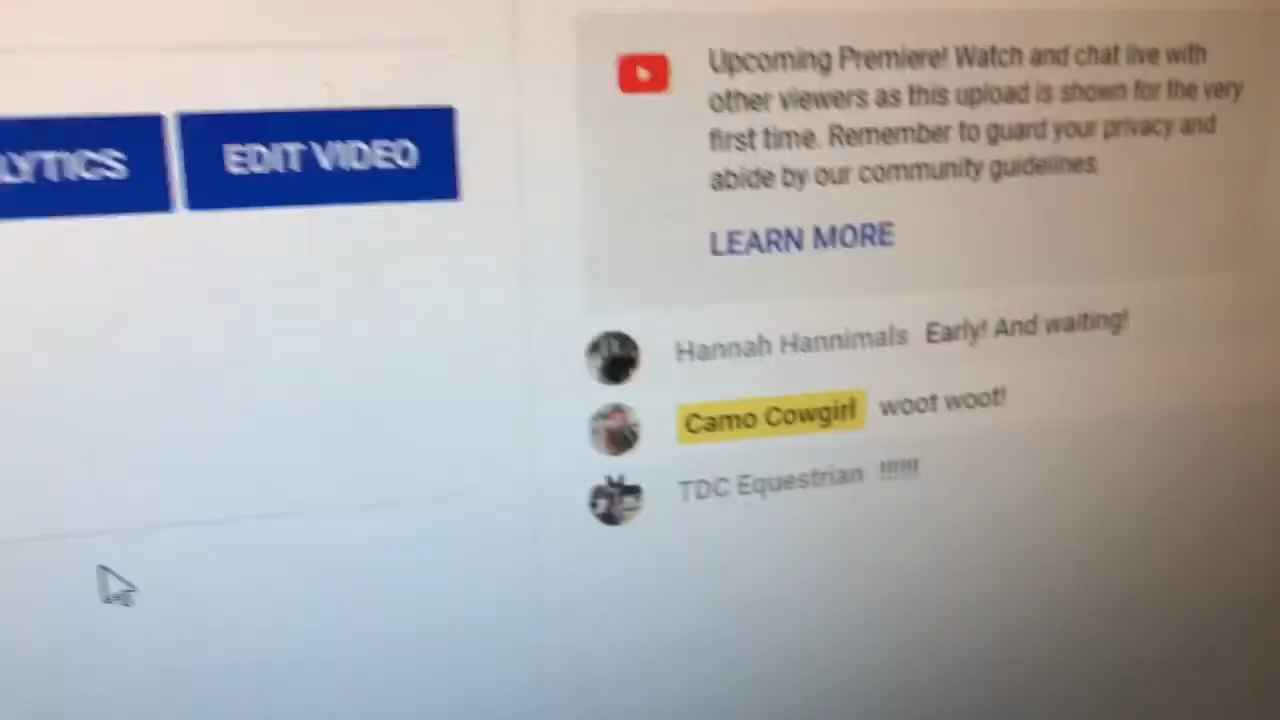 LYTICS
EDIT VIDEO
Upcoming Premiere! Watch and chat live with
other viewers as this upload is shown for the very
first time. Remember to guard your privacy and
abide by our community guidelines.
LEARN MORE
Hannah Hannimals Early! And waiting!
Camo Cowgirl woot woot!
TDC Equestrian !!!!!!